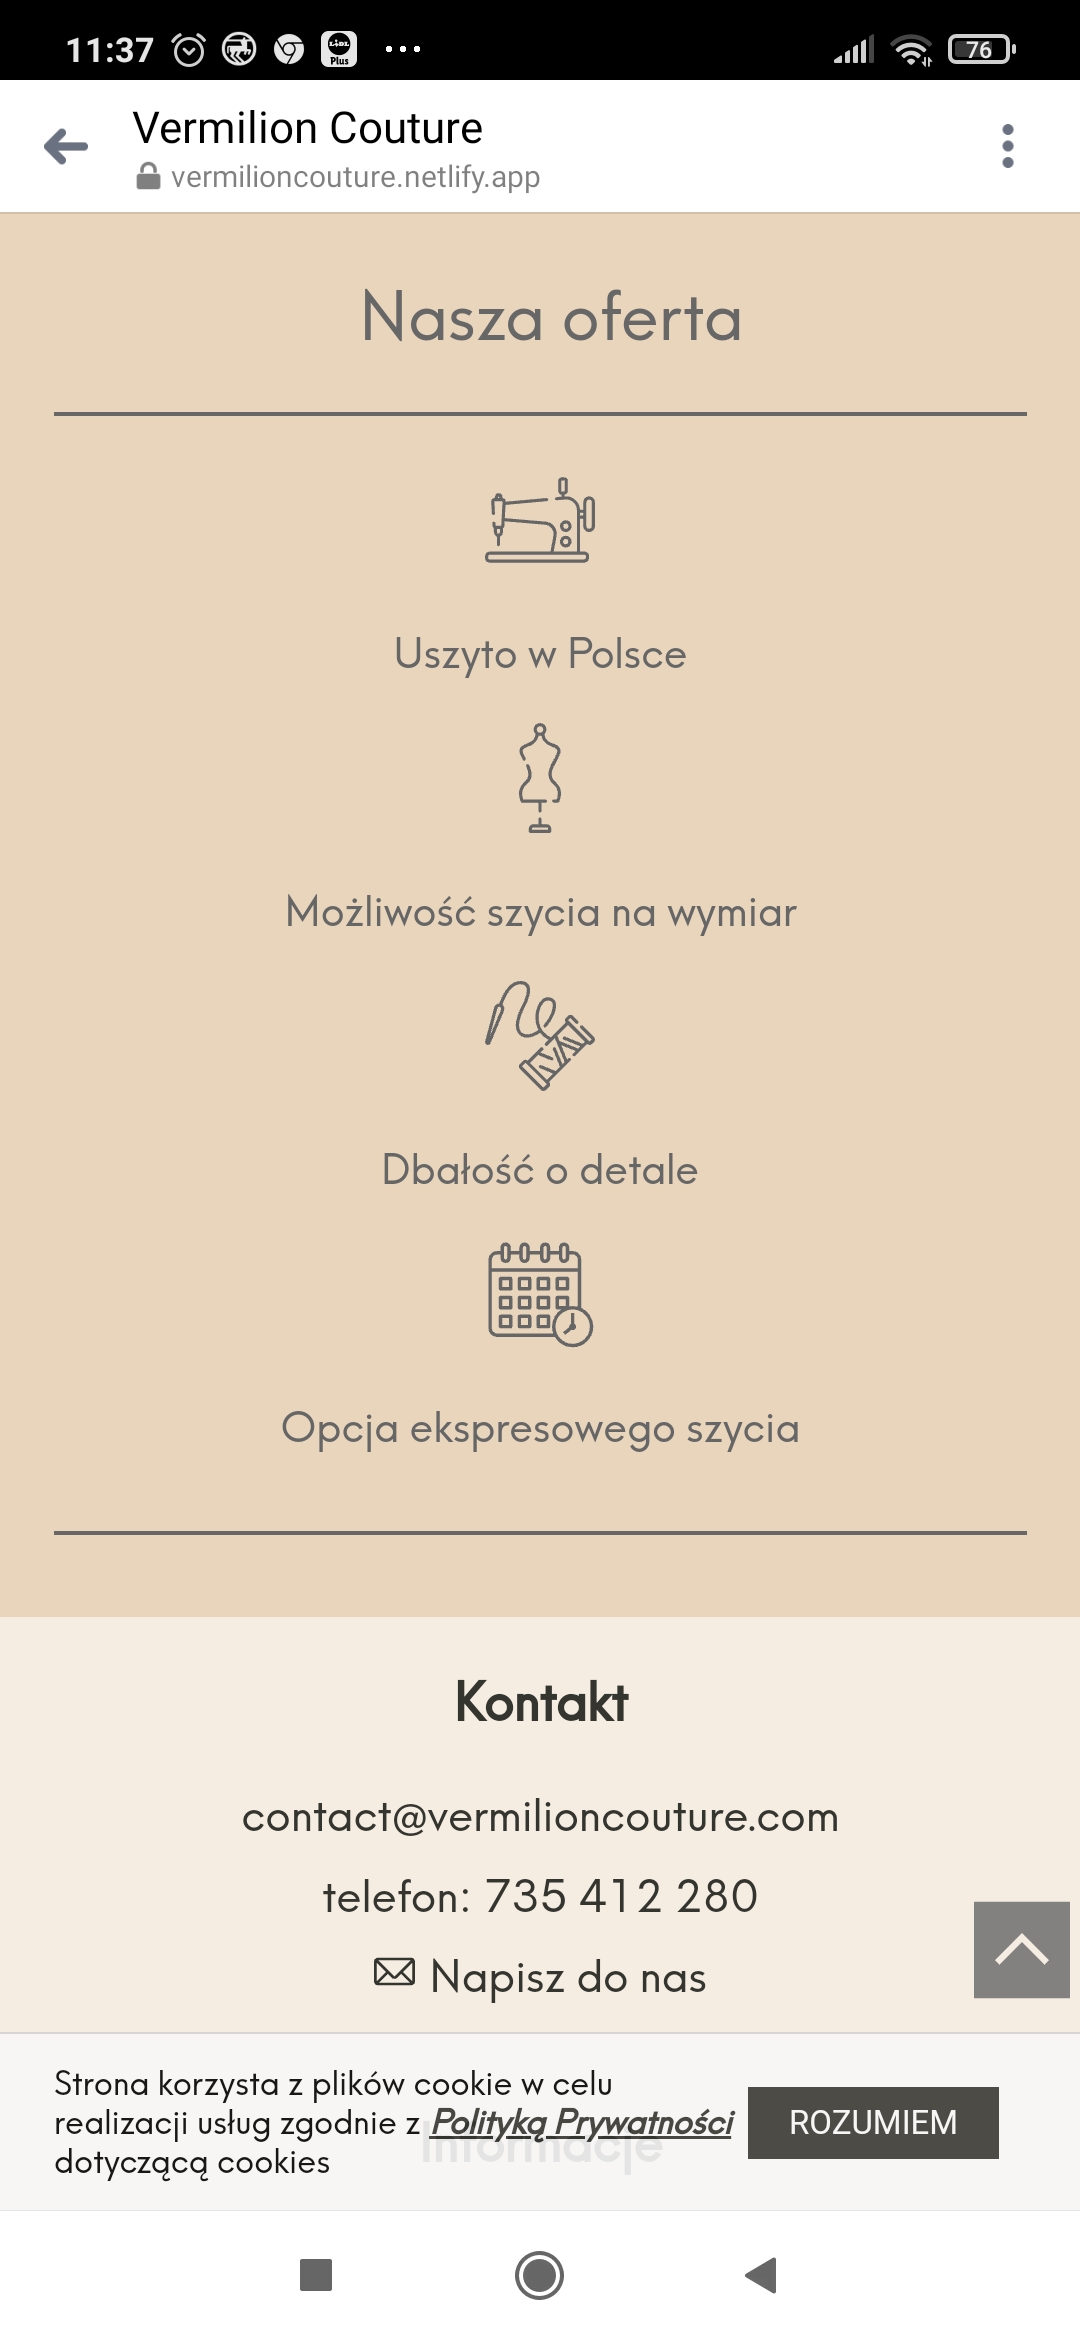 11:37
LIDL
Plus
76
Vermilion Couture
vermilioncouture.netlify.app
Nasza oferta
Uszyto w Polsce
Możliwość szycia na wymiar
Dbałość o detale
Opcja ekspresowego szycia
Kontakt
contact@vermilioncouture.com
telefon: 735 412 280
Napisz do nas
Strona korzysta z plików cookie w celu
realizacji usług zgodnie z Polityką Prywatności
dotyczącą cookies
ROZUMIEM
Informacje